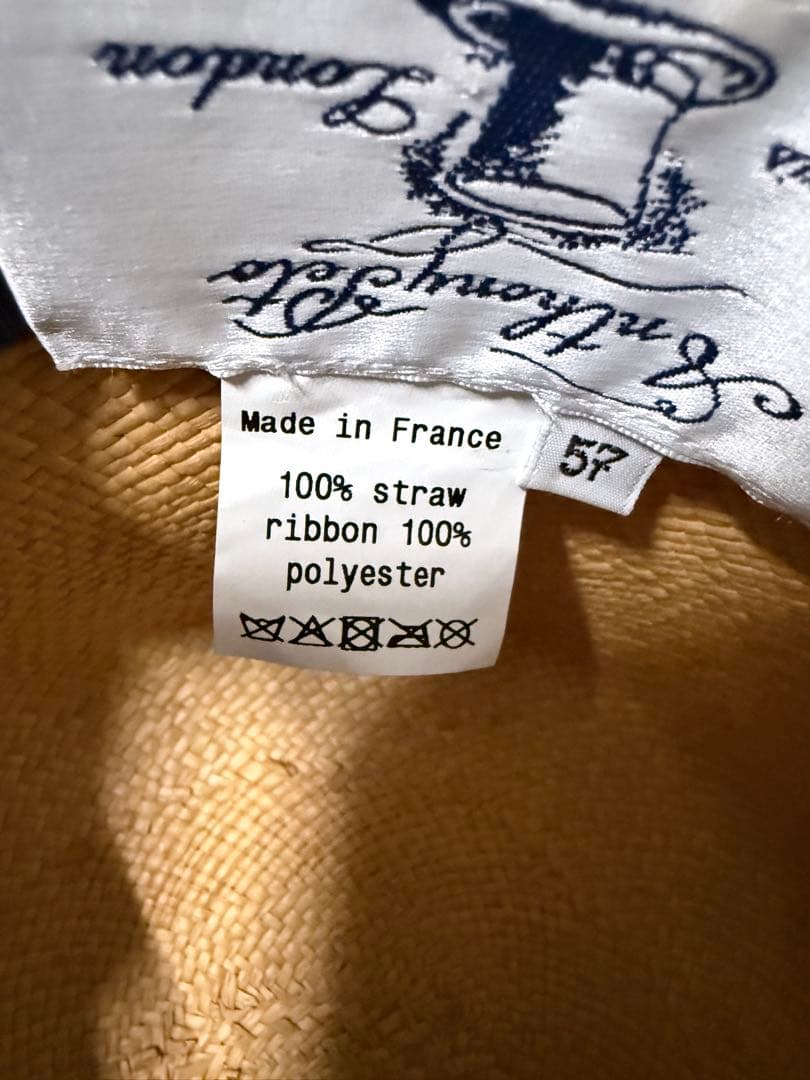 London
Anthony Peto
Made in France
57
100% straw
ribbon 100%
polyester